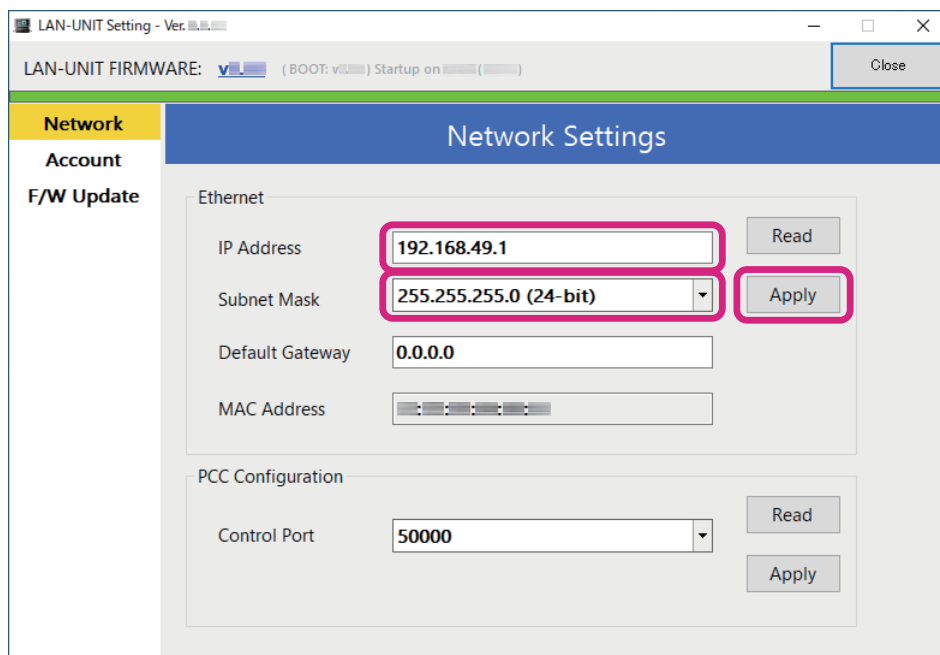 LAN-UNIT Setting - Ver.
LAN-UNIT FIRMWARE: v (BOOT: v ) Startup on ( )
Close
Network
Account
F/W Update
Network Settings
Ethernet
IP Address 192.168.49.1 Read
Subnet Mask 255.255.255.0 (24-bit) Apply
Default Gateway 0.0.0.0
MAC Address : : : : :
PCC Configuration
Read
Control Port 50000
Apply